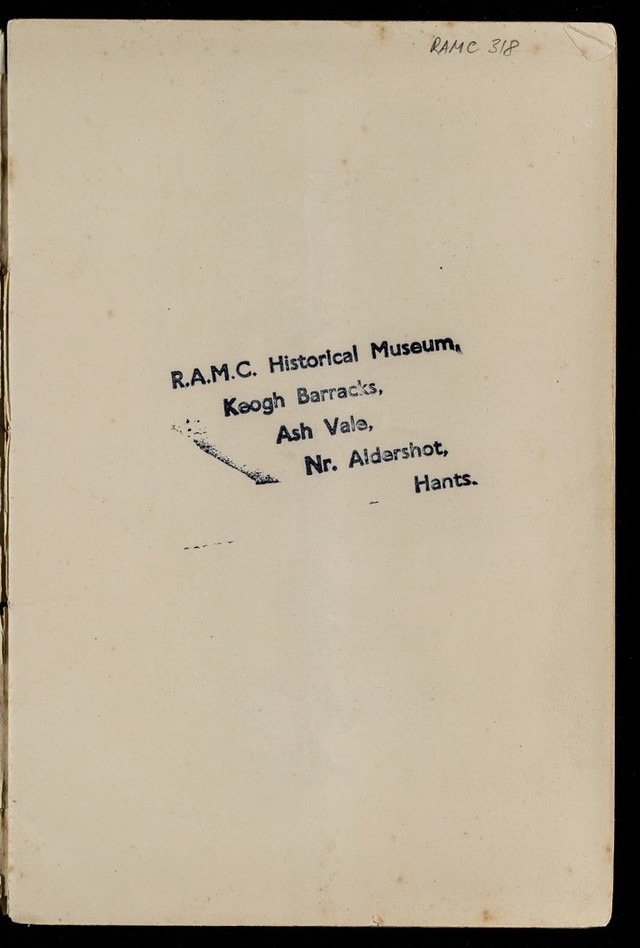 RAMC 318
R.A.M.C. Historical Museum,
Keogh Barracks,
Ash Vale,
Nr. Aldershot,
Hants.